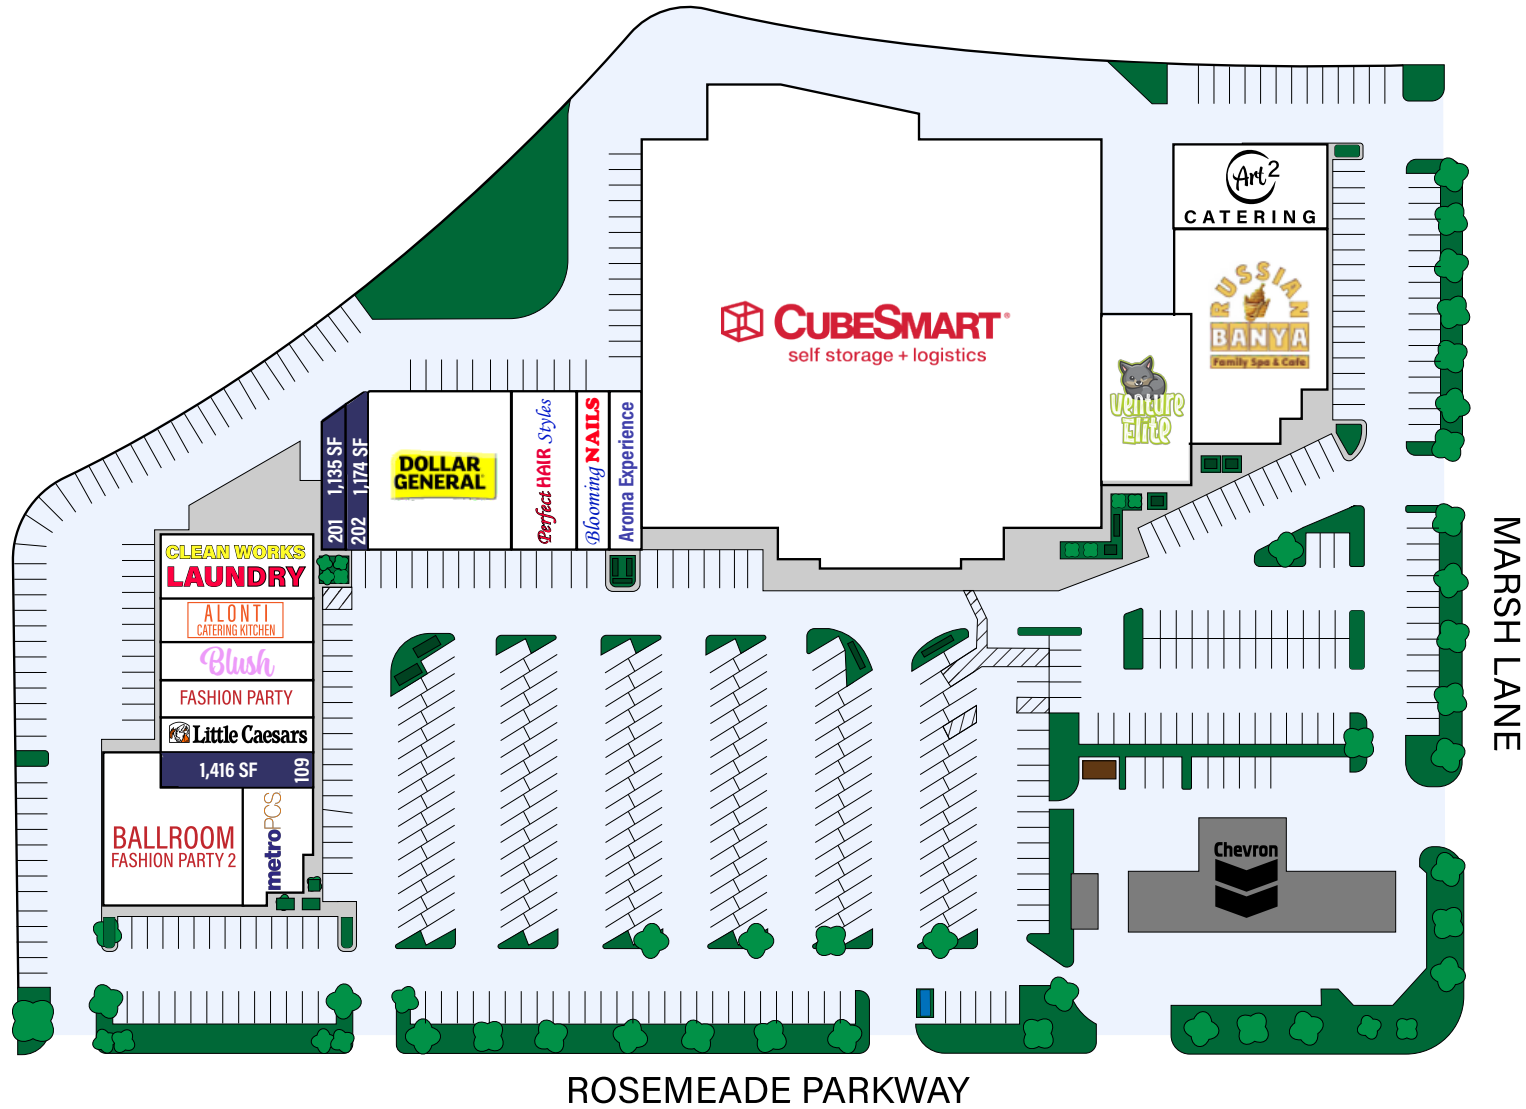 Art 2
CATERING
RUSSIAN
BANYA
Family Spa & Cafe
CUBESMART®
self storage + logistics
venture
Elite
201 1,135 SF
202 1,174 SF
DOLLAR
GENERAL
Perfect HAIR Styles
Blooming NAILS
Aroma Experience
CLEAN WORKS
LAUNDRY
ALONTI
CATERING KITCHEN
Blush
FASHION PARTY
Little Caesars
1,416 SF 109
BALLROOM
FASHION PARTY 2
metroPCS
Chevron
MARSH LANE
ROSEMEADE PARKWAY